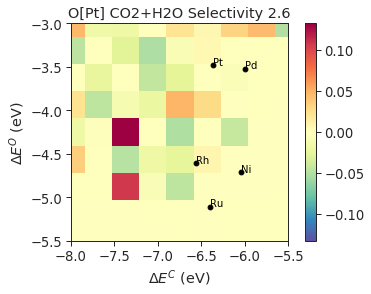 O[Pt] CO2+H2O Selectivity 2.6
−3.0
−3.5
−4.0
−4.5
−5.0
−5.5
ΔE^O (eV)
Pt
Pd
Rh
Ni
Ru
−8.0 −7.5 −7.0 −6.5 −6.0 −5.5
ΔE^C (eV)
0.10
0.05
0.00
−0.05
−0.10